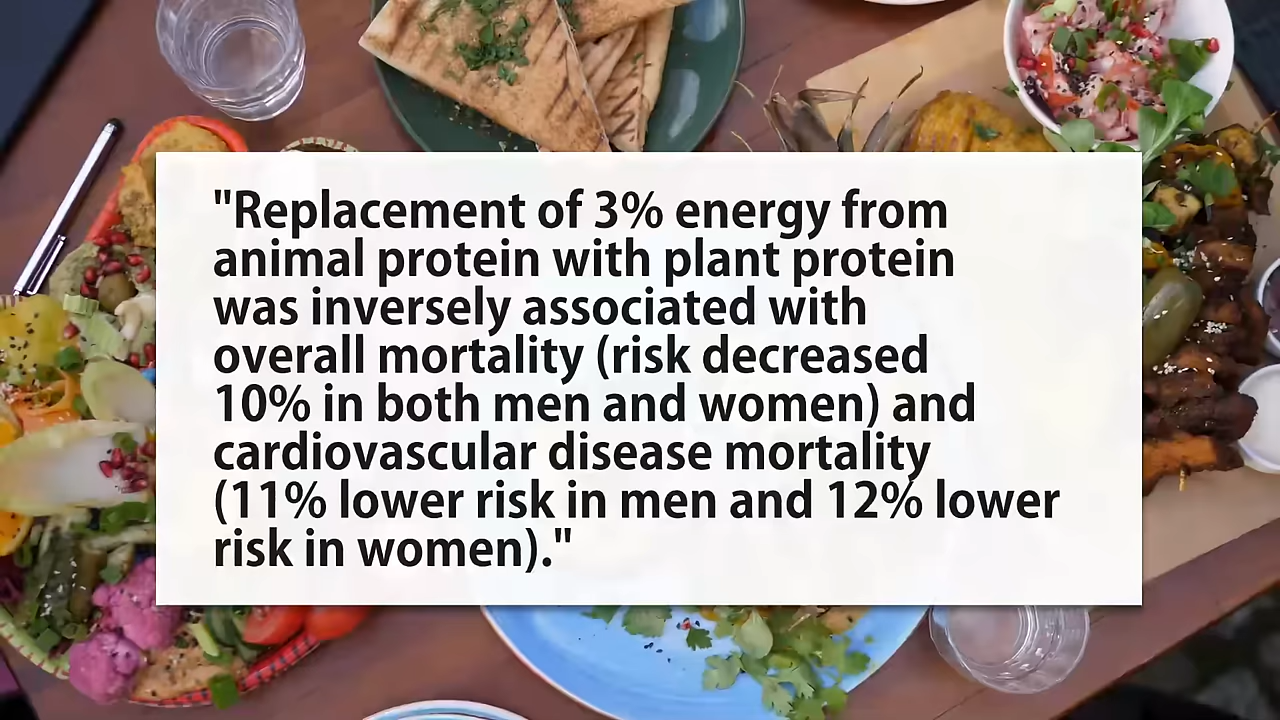 "Replacement of 3% energy from
animal protein with plant protein
was inversely associated with
overall mortality (risk decreased
10% in both men and women) and
cardiovascular disease mortality
(11% lower risk in men and 12% lower
risk in women)."